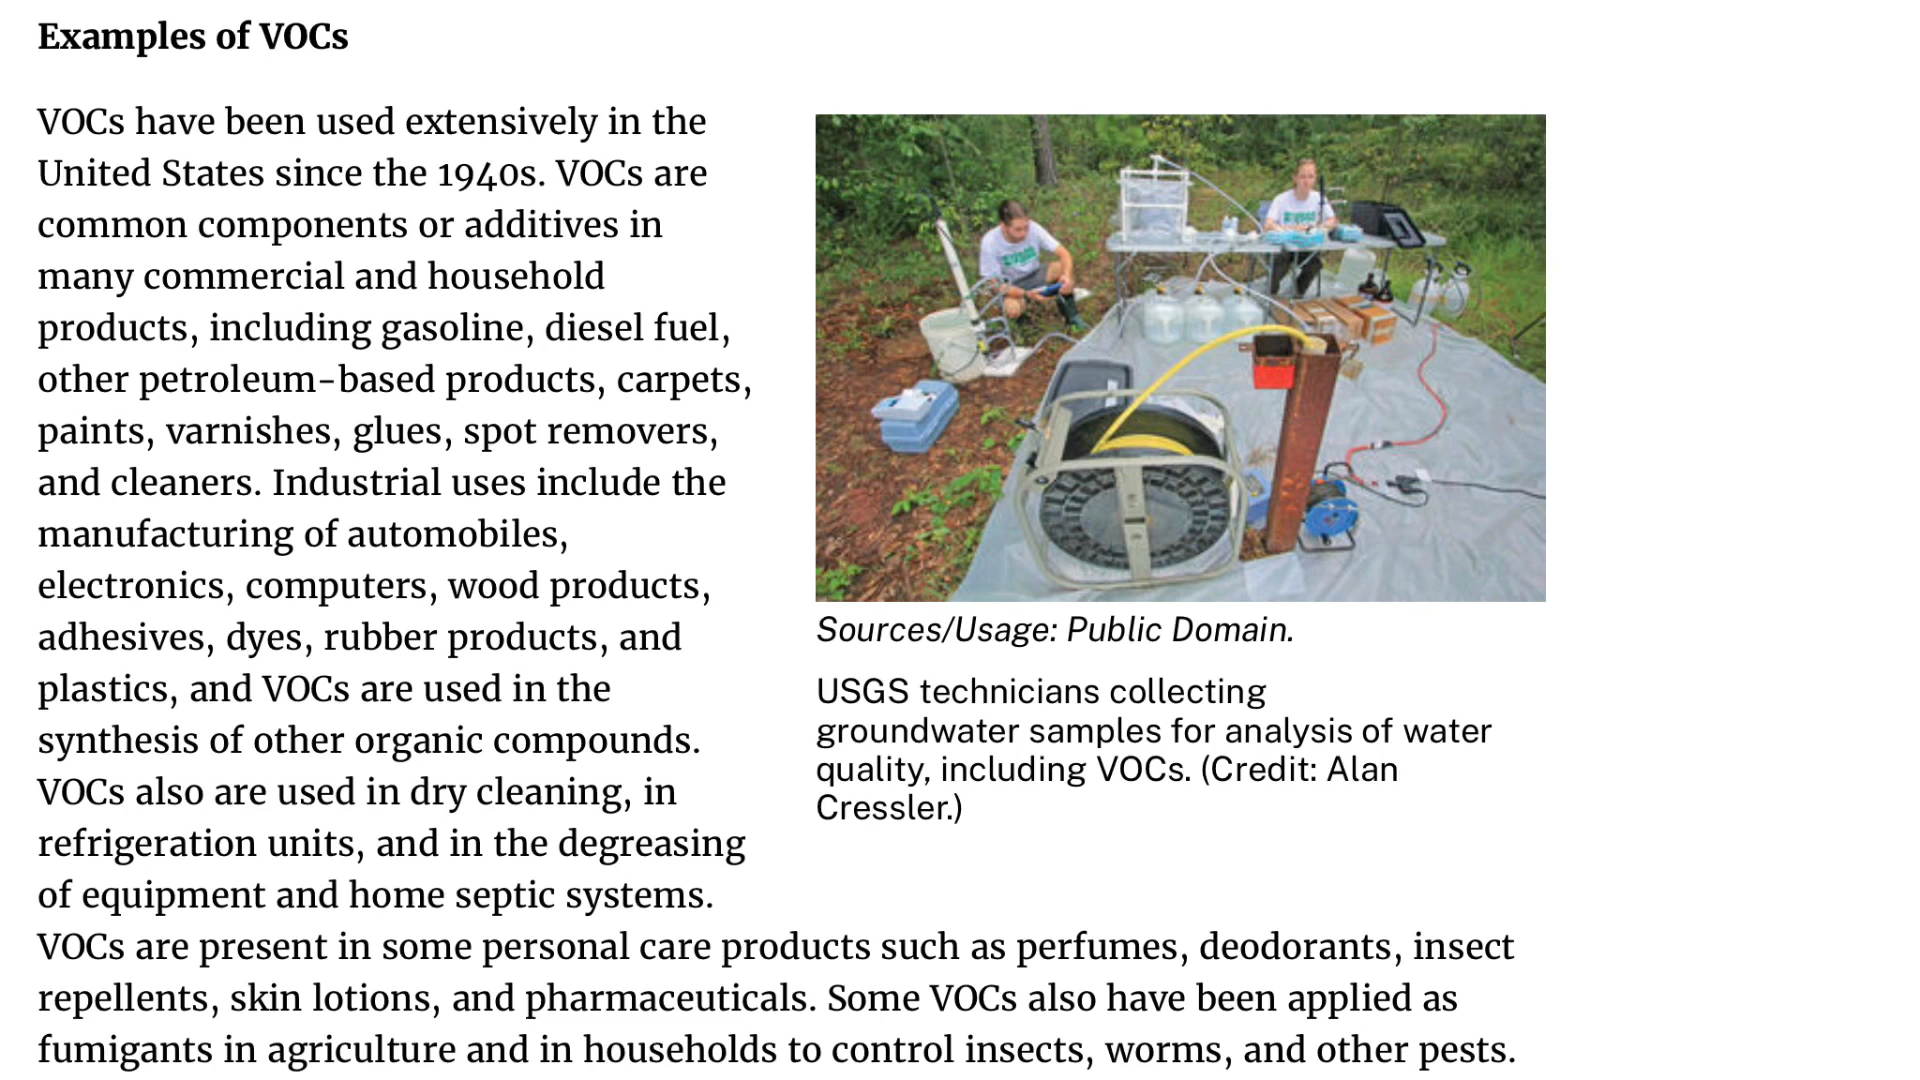 Examples of VOCs
VOCs have been used extensively in the
United States since the 1940s. VOCs are
common components or additives in
many commercial and household
products, including gasoline, diesel fuel,
other petroleum-based products, carpets,
paints, varnishes, glues, spot removers,
and cleaners. Industrial uses include the
manufacturing of automobiles,
electronics, computers, wood products,
adhesives, dyes, rubber products, and
plastics, and VOCs are used in the
synthesis of other organic compounds.
VOCs also are used in dry cleaning, in
refrigeration units, and in the degreasing
of equipment and home septic systems.
VOCs are present in some personal care products such as perfumes, deodorants, insect
repellents, skin lotions, and pharmaceuticals. Some VOCs also have been applied as
fumigants in agriculture and in households to control insects, worms, and other pests.
Sources/Usage: Public Domain.
USGS technicians collecting
groundwater samples for analysis of water
quality, including VOCs. (Credit: Alan
Cressler.)